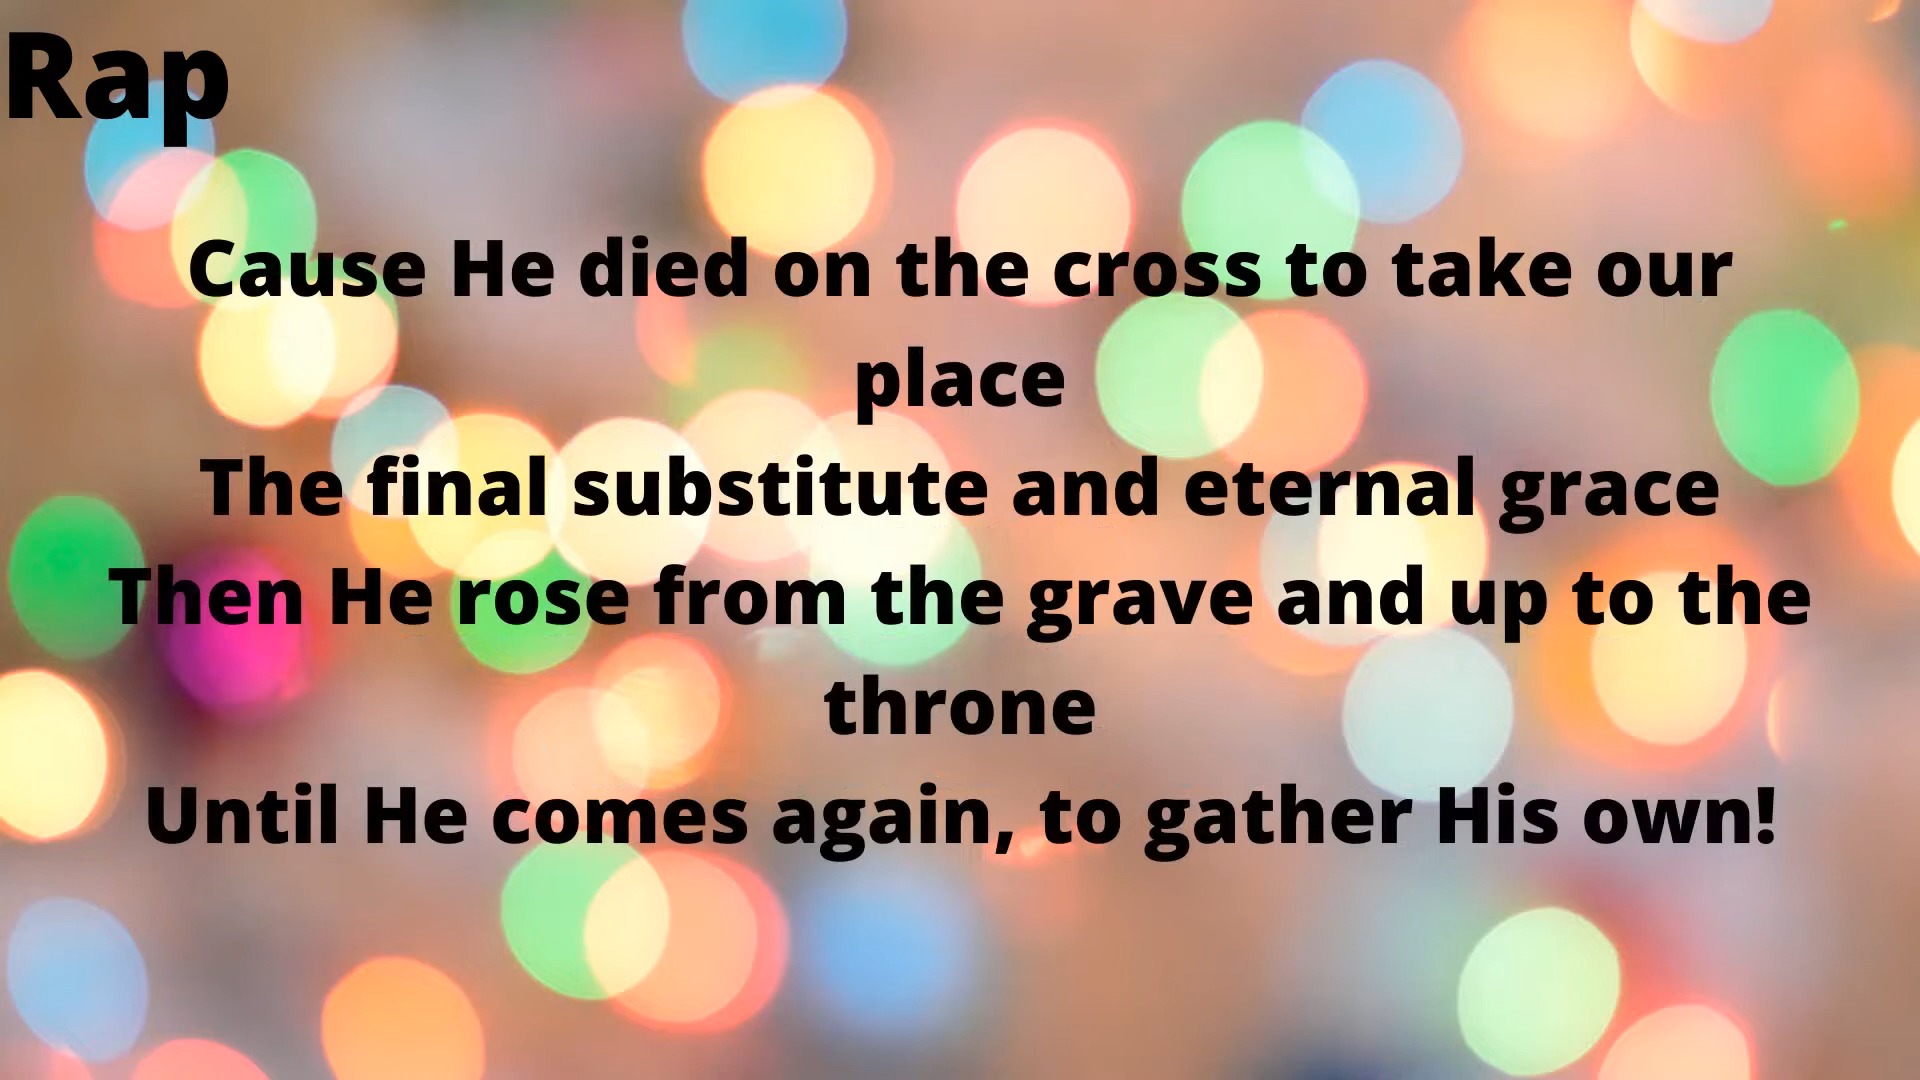 Rap
Cause He died on the cross to take our
place
The final substitute and eternal grace
Then He rose from the grave and up to the
throne
Until He comes again, to gather His own!